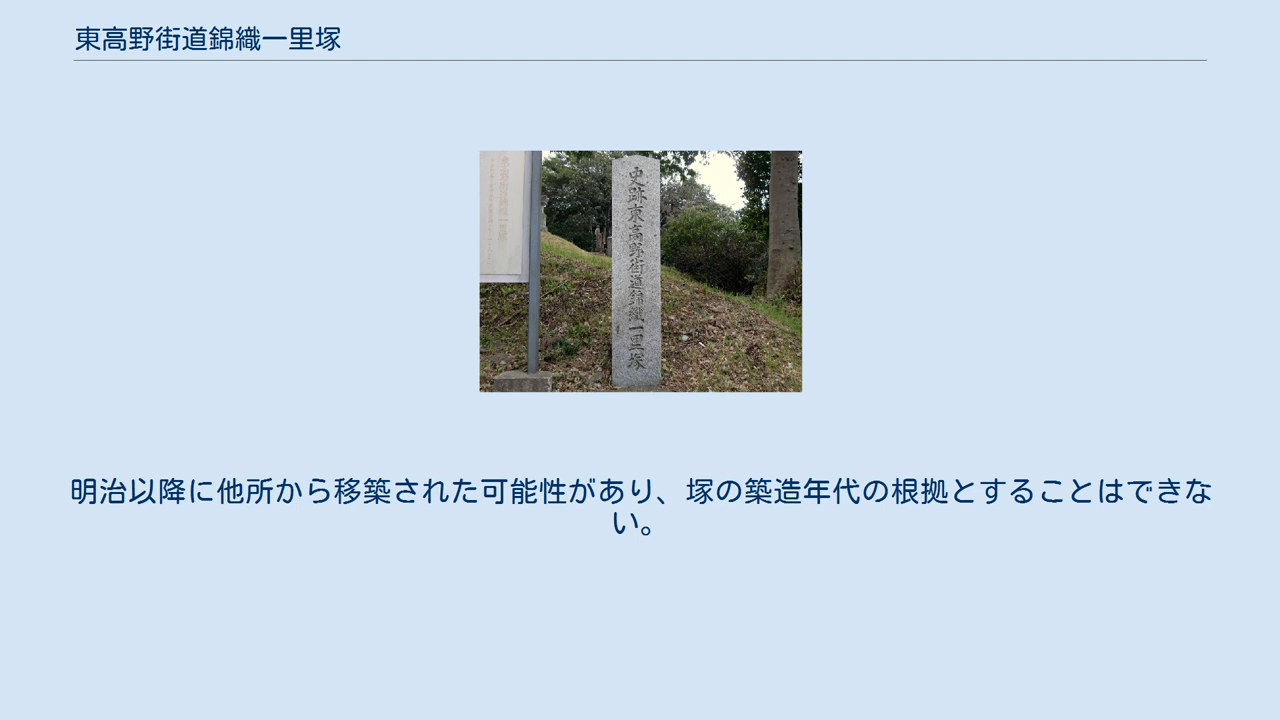 東高野街道錦織一里塚
史跡東高野街道錦織一里塚
明治以降に他所から移築された可能性があり、塚の築造年代の根拠とすることはできな
い。